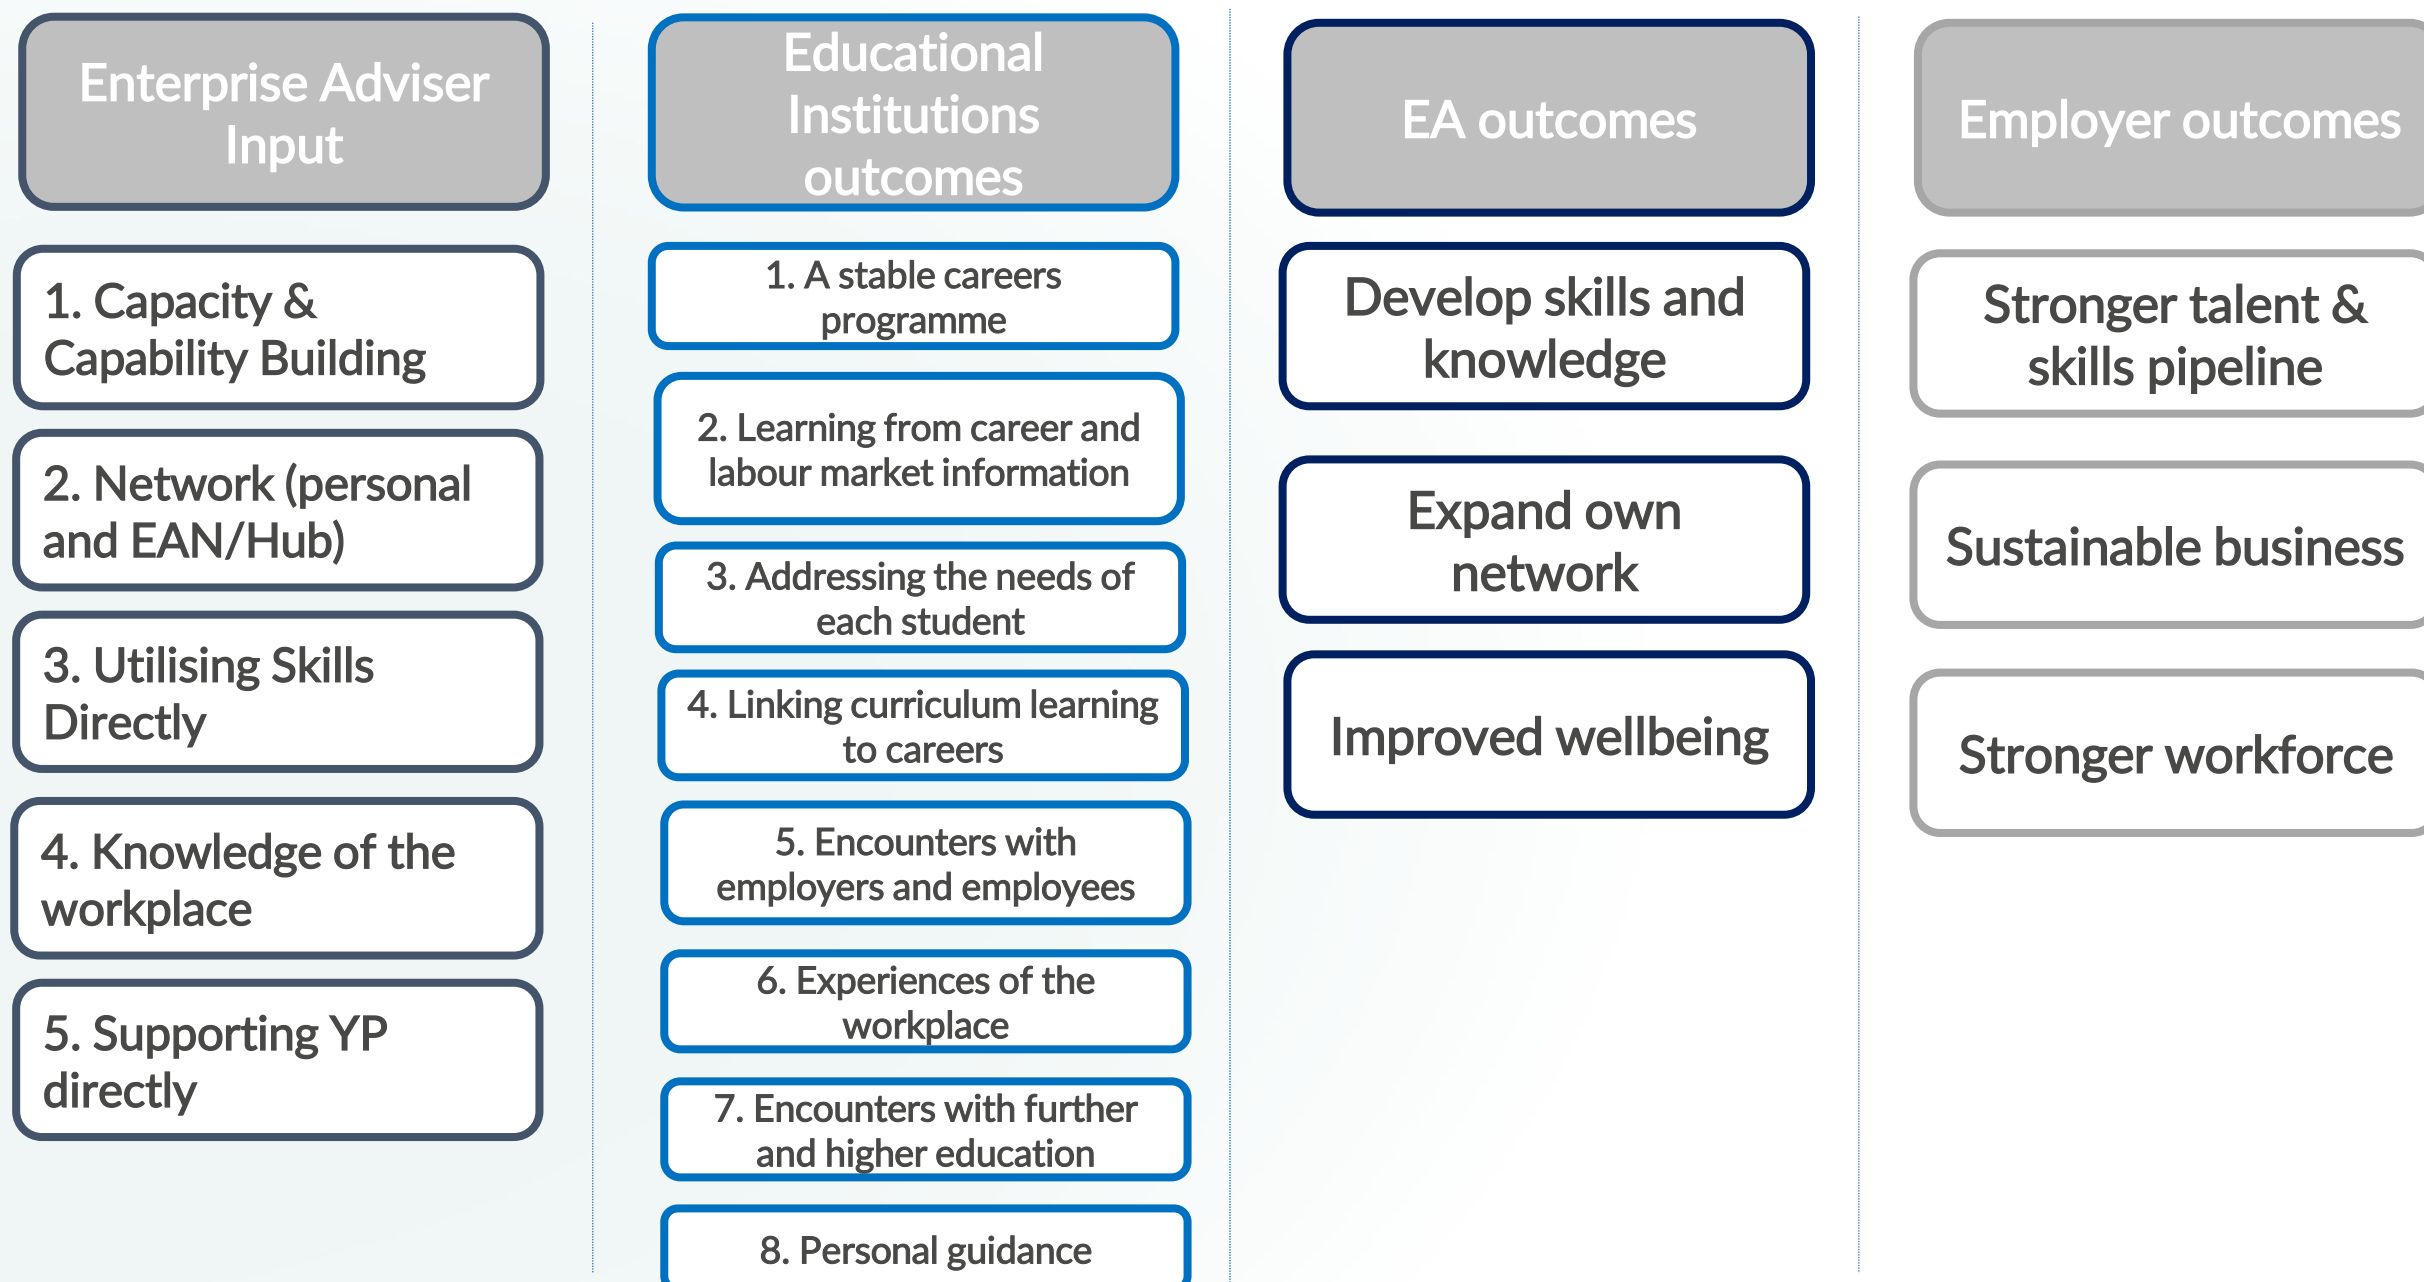 Enterprise Adviser
Input
1. Capacity &
Capability Building
2. Network (personal
and EAN/Hub)
3. Utilising Skills
Directly
4. Knowledge of the
workplace
5. Supporting YP
directly
Educational
Institutions
outcomes
1. A stable careers
programme
2. Learning from career and
labour market information
3. Addressing the needs of
each student
4. Linking curriculum learning
to careers
5. Encounters with
employers and employees
6. Experiences of the
workplace
7. Encounters with further
and higher education
8. Personal guidance
EA outcomes
Develop skills and
knowledge
Expand own
network
Improved wellbeing
Employer outcomes
Stronger talent &
skills pipeline
Sustainable business
Stronger workforce